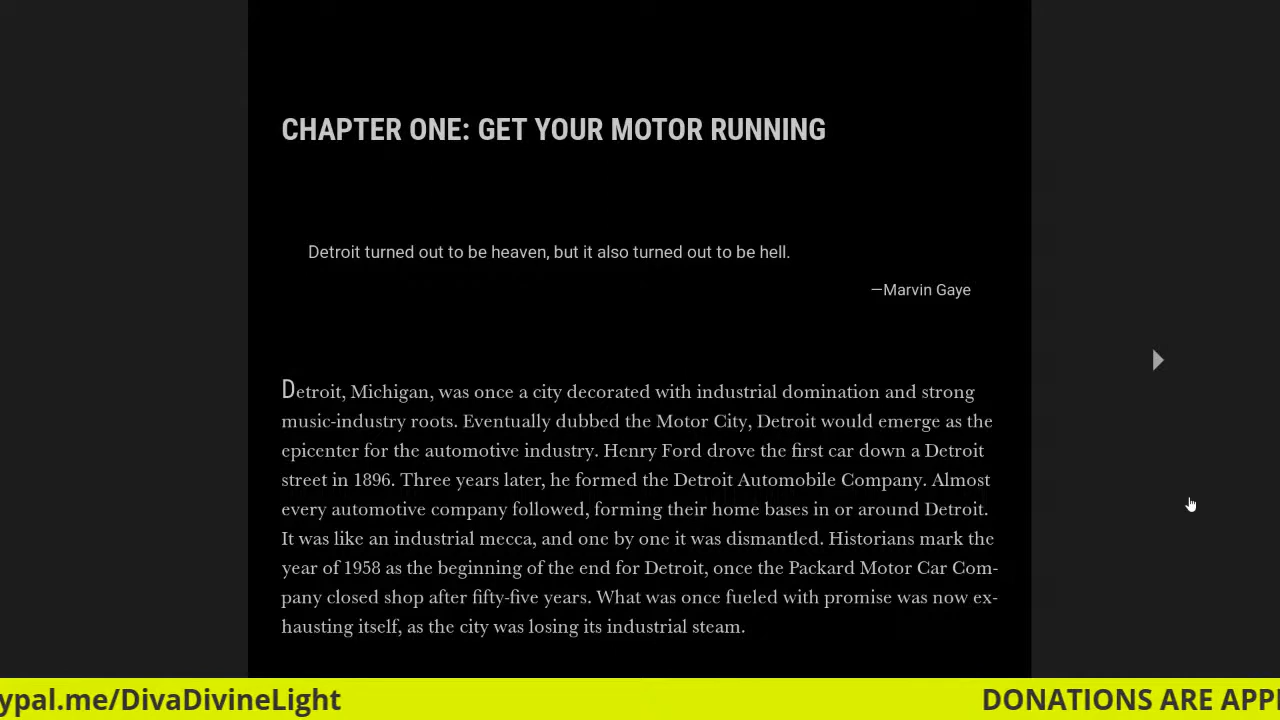 CHAPTER ONE: GET YOUR MOTOR RUNNING
Detroit turned out to be heaven, but it also turned out to be hell.
—Marvin Gaye
Detroit, Michigan, was once a city decorated with industrial domination and strong
music-industry roots. Eventually dubbed the Motor City, Detroit would emerge as the
epicenter for the automotive industry. Henry Ford drove the first car down a Detroit
street in 1896. Three years later, he formed the Detroit Automobile Company. Almost
every automotive company followed, forming their home bases in or around Detroit.
It was like an industrial mecca, and one by one it was dismantled. Historians mark the
year of 1958 as the beginning of the end for Detroit, once the Packard Motor Car Com-
pany closed shop after fifty-five years. What was once fueled with promise was now ex-
hausting itself, as the city was losing its industrial steam.
ypal.me/DivaDivineLight
DONATIONS ARE APP